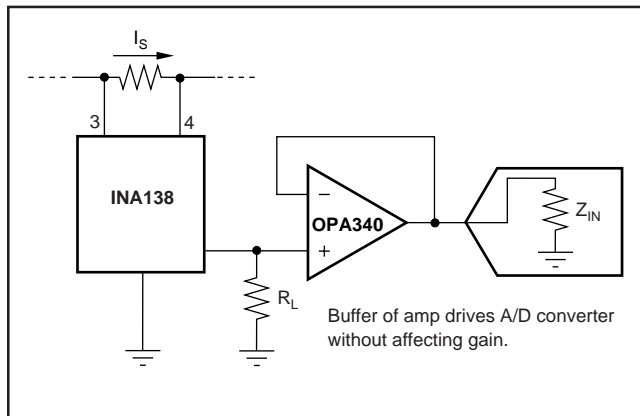 I_S
3
4
INA138
−
OPA340
+
Z_IN
R_L
Buffer of amp drives A/D converter
without affecting gain.